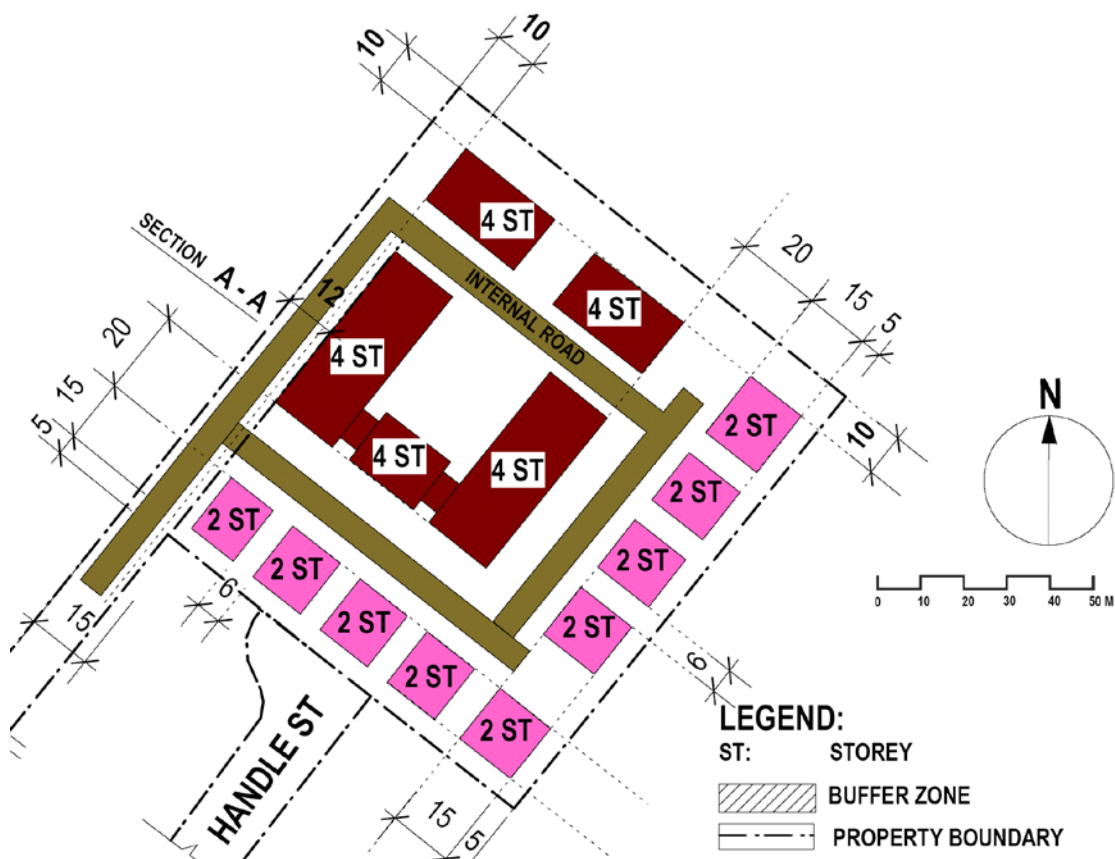 10
10
SECTION A - A
12
4 ST
INTERNAL ROAD
4 ST
20
15
5
20
15
5
4 ST
4 ST
4 ST
2 ST
10
2 ST
2 ST
2 ST
2 ST
2 ST
2 ST
2 ST
2 ST
6
6
15
HANDLE ST
15
5
N
0 10 20 30 40 50 M
LEGEND:
ST: STOREY
BUFFER ZONE
PROPERTY BOUNDARY